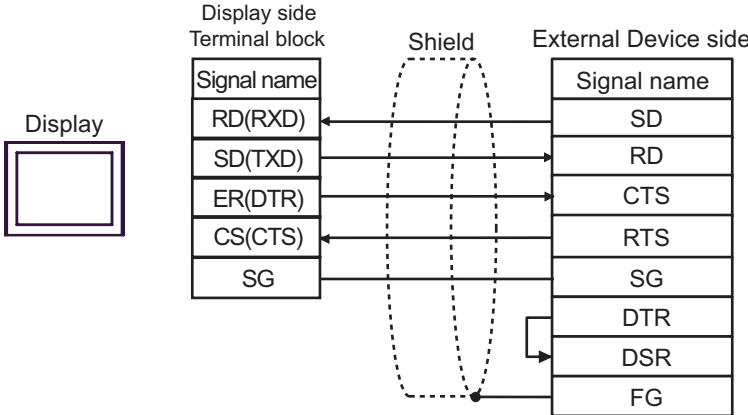 Display side
Terminal block
Shield
External Device side
Signal name
Signal name
Display
RD(RXD)
SD
SD(TXD)
RD
ER(DTR)
CTS
CS(CTS)
RTS
SG
SG
DTR
DSR
FG